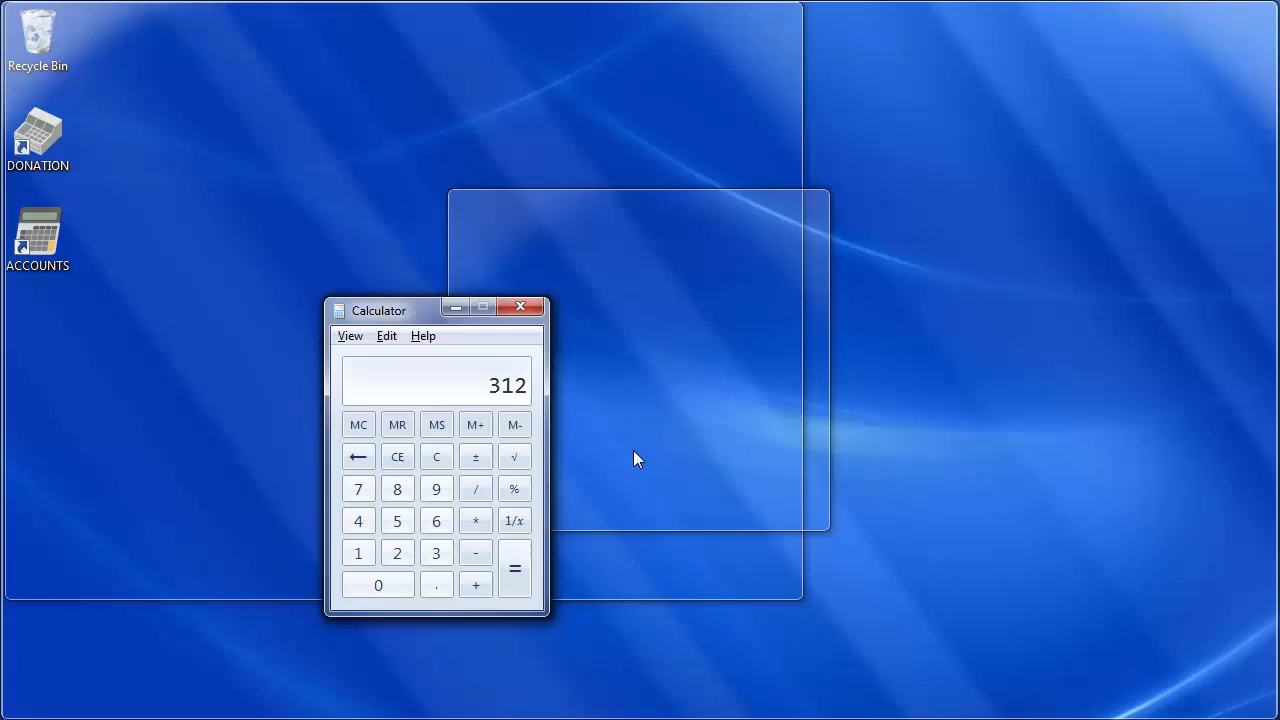 Recycle Bin
DONATION
ACCOUNTS
Calculator
View Edit Help
312
MC MR MS M+ M-
← CE C ± √
7 8 9 / %
4 5 6 * 1/x
1 2 3 - =
0 . +